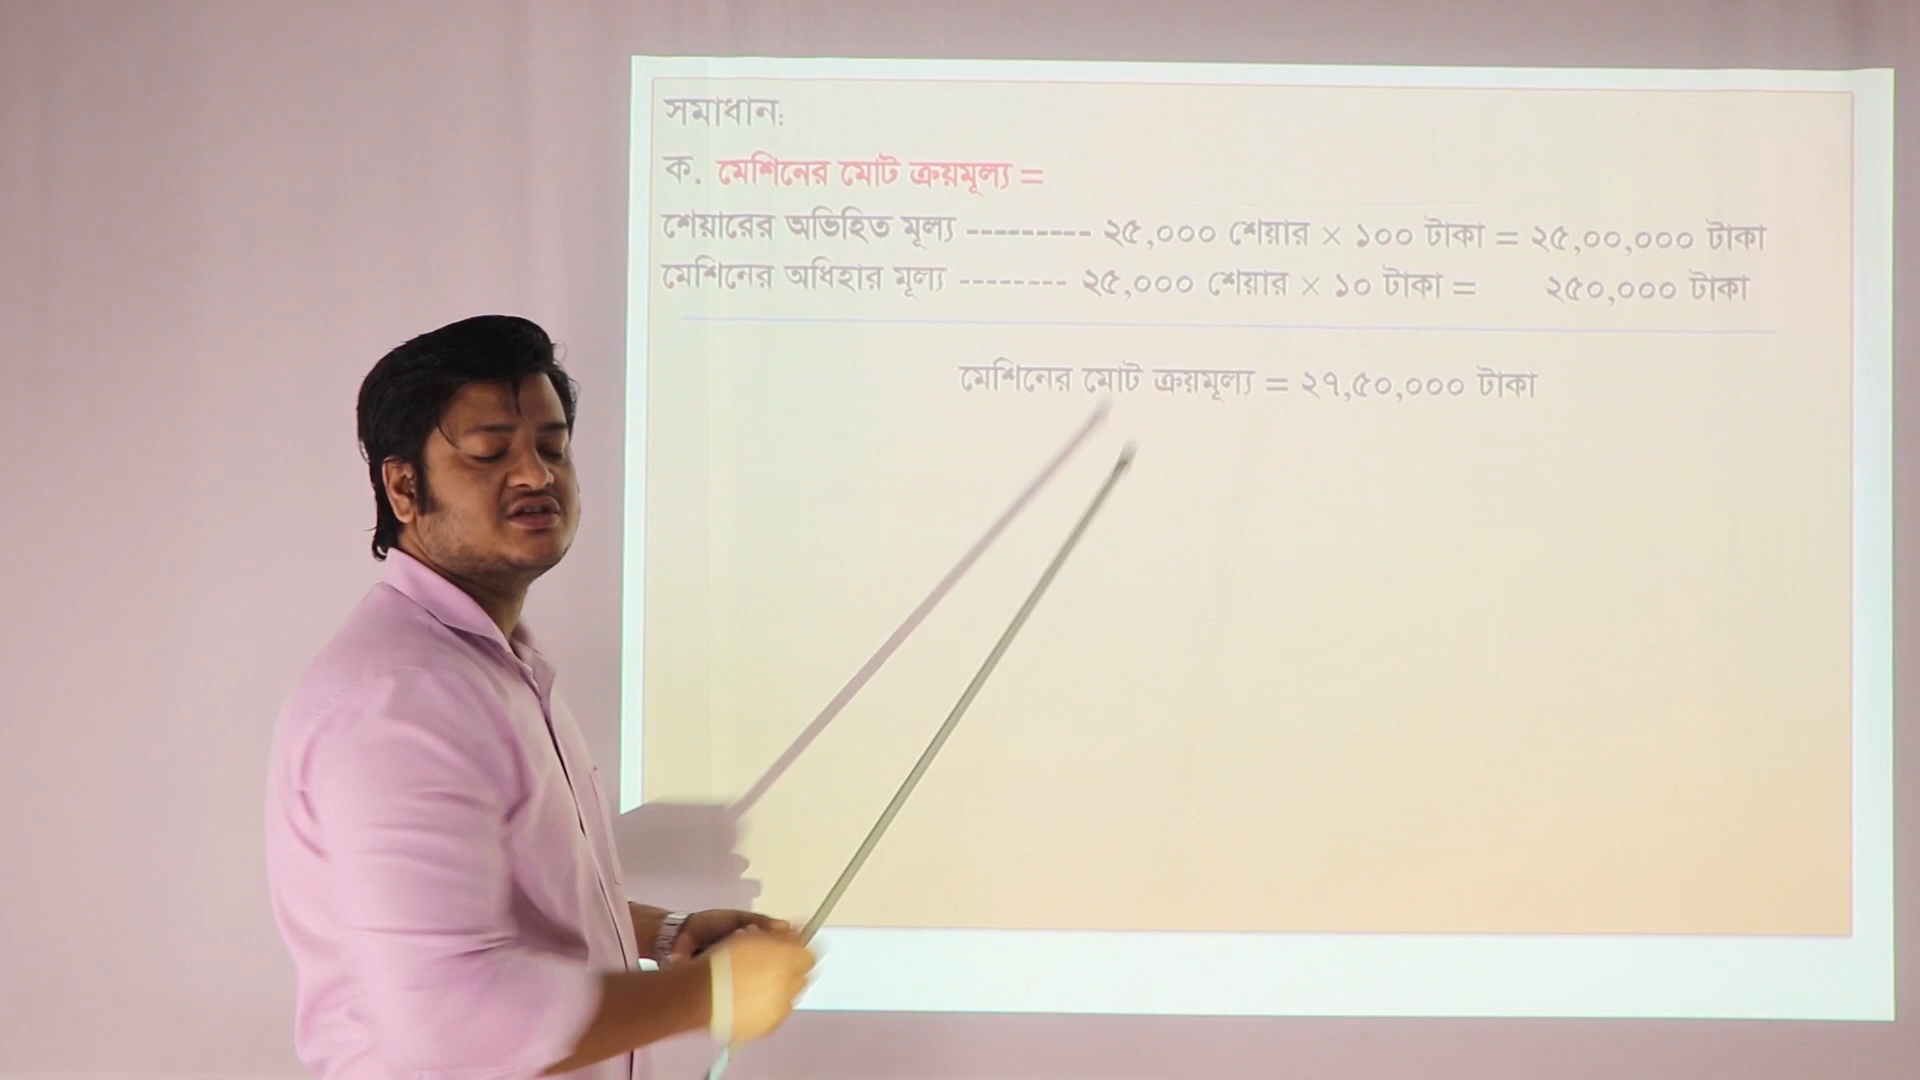 সমাধান:
ক. মেশিনের মোট ক্রয়মূল্য =
শেয়ারের অভিহিত মূল্য --------- ২৫,০০০ শেয়ার × ১০০ টাকা = ২৫,০০,০০০ টাকা
মেশিনের অধিহার মূল্য -------- ২৫,০০০ শেয়ার × ১০ টাকা = ২৫০,০০০ টাকা
মেশিনের মোট ক্রয়মূল্য = ২৭,৫০,০০০ টাকা